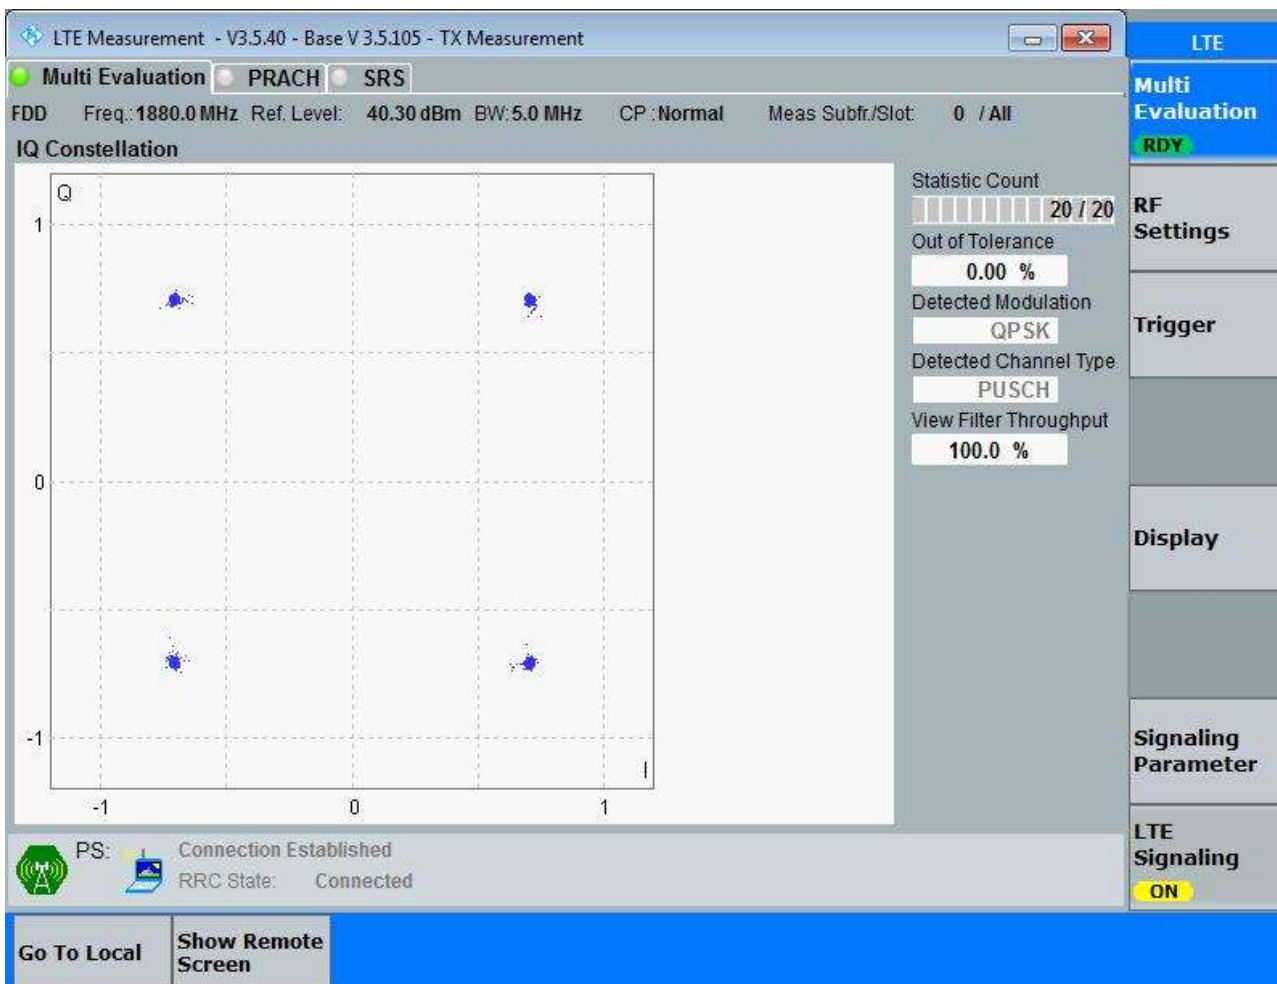 LTE Measurement - V3.5.40 - Base V 3.5.105 - TX Measurement
LTE
Multi Evaluation PRACH SRS
FDD Freq.:1880.0 MHz Ref. Level: 40.30 dBm BW:5.0 MHz CP :Normal Meas Subfr./Slot: 0 / All
IQ Constellation
Q
1
0
-1
I
-1 0 1
Statistic Count
20 / 20
Out of Tolerance
0.00 %
Detected Modulation
QPSK
Detected Channel Type
PUSCH
View Filter Throughput
100.0 %
Multi
Evaluation
RDY
RF
Settings
Trigger
Display
Signaling
Parameter
LTE
Signaling
ON
PS: Connection Established
RRC State: Connected
Go To Local
Show Remote
Screen